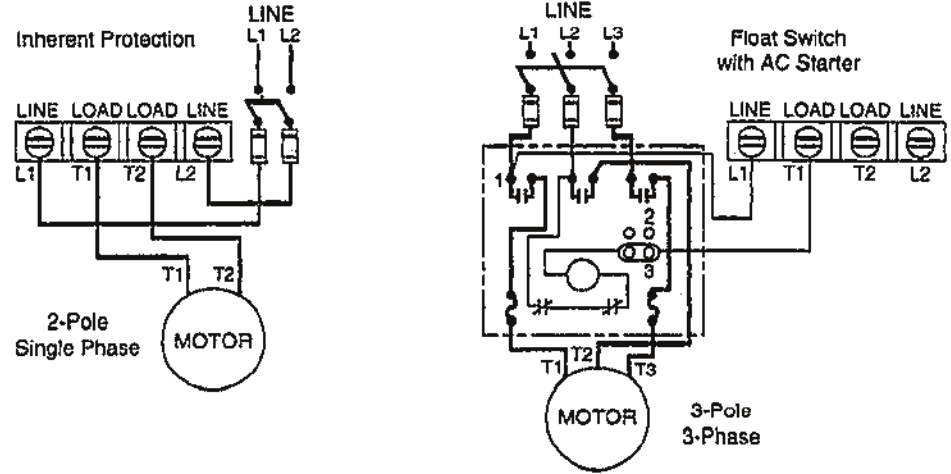 Inherent Protection
LINE
L1 L2
LINE LOAD LOAD LINE
L1 T1 T2 L2
T1 T2
MOTOR
2-Pole
Single Phase
LINE
L1 L2 L3
Float Switch
with AC Starter
LINE LOAD LOAD LINE
L1 T1 T2 L2
1
2
3
T1 T2 T3
MOTOR
3-Pole
3-Phase